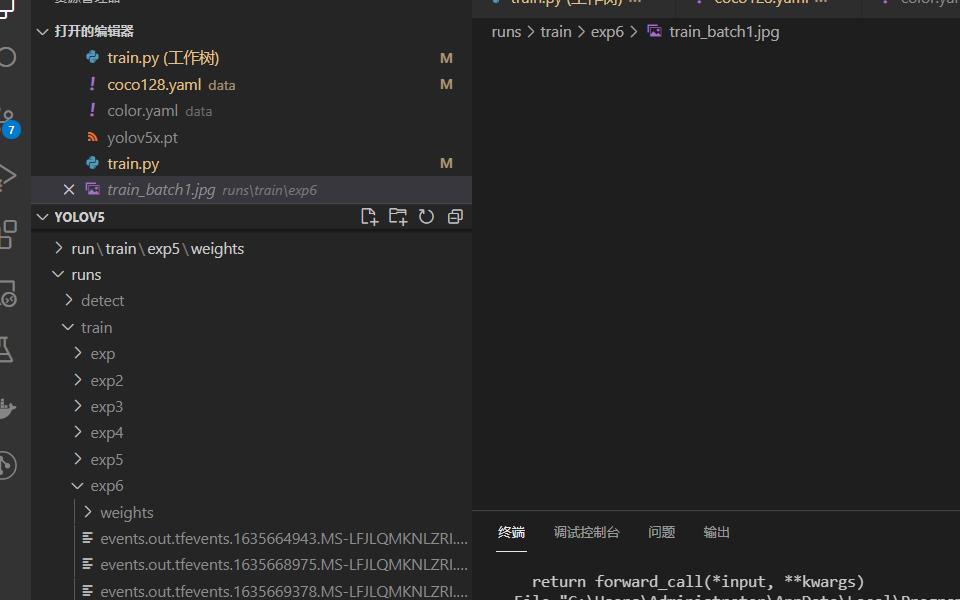 资源管理器
打开的编辑器
train.py (工作树) M
coco128.yaml data M
color.yaml data
yolov5x.pt
train.py M
train_batch1.jpg runs\train\exp6
7
YOLOV5
run\train\exp5\weights
runs
detect
train
exp
exp2
exp3
exp4
exp5
exp6
weights
events.out.tfevents.1635664943.MS-LFJLQMKNLZRI....
events.out.tfevents.1635668975.MS-LFJLQMKNLZRI....
events.out.tfevents.1635669378.MS-LFJLQMKNLZRI....
train.py (工作树) ... coco128.yaml ... color.yaml
runs > train > exp6 > train_batch1.jpg
终端 调试控制台 问题 输出
return forward_call(*input, **kwargs)
File "C:\Users\Administrator\AppData\Local\Program